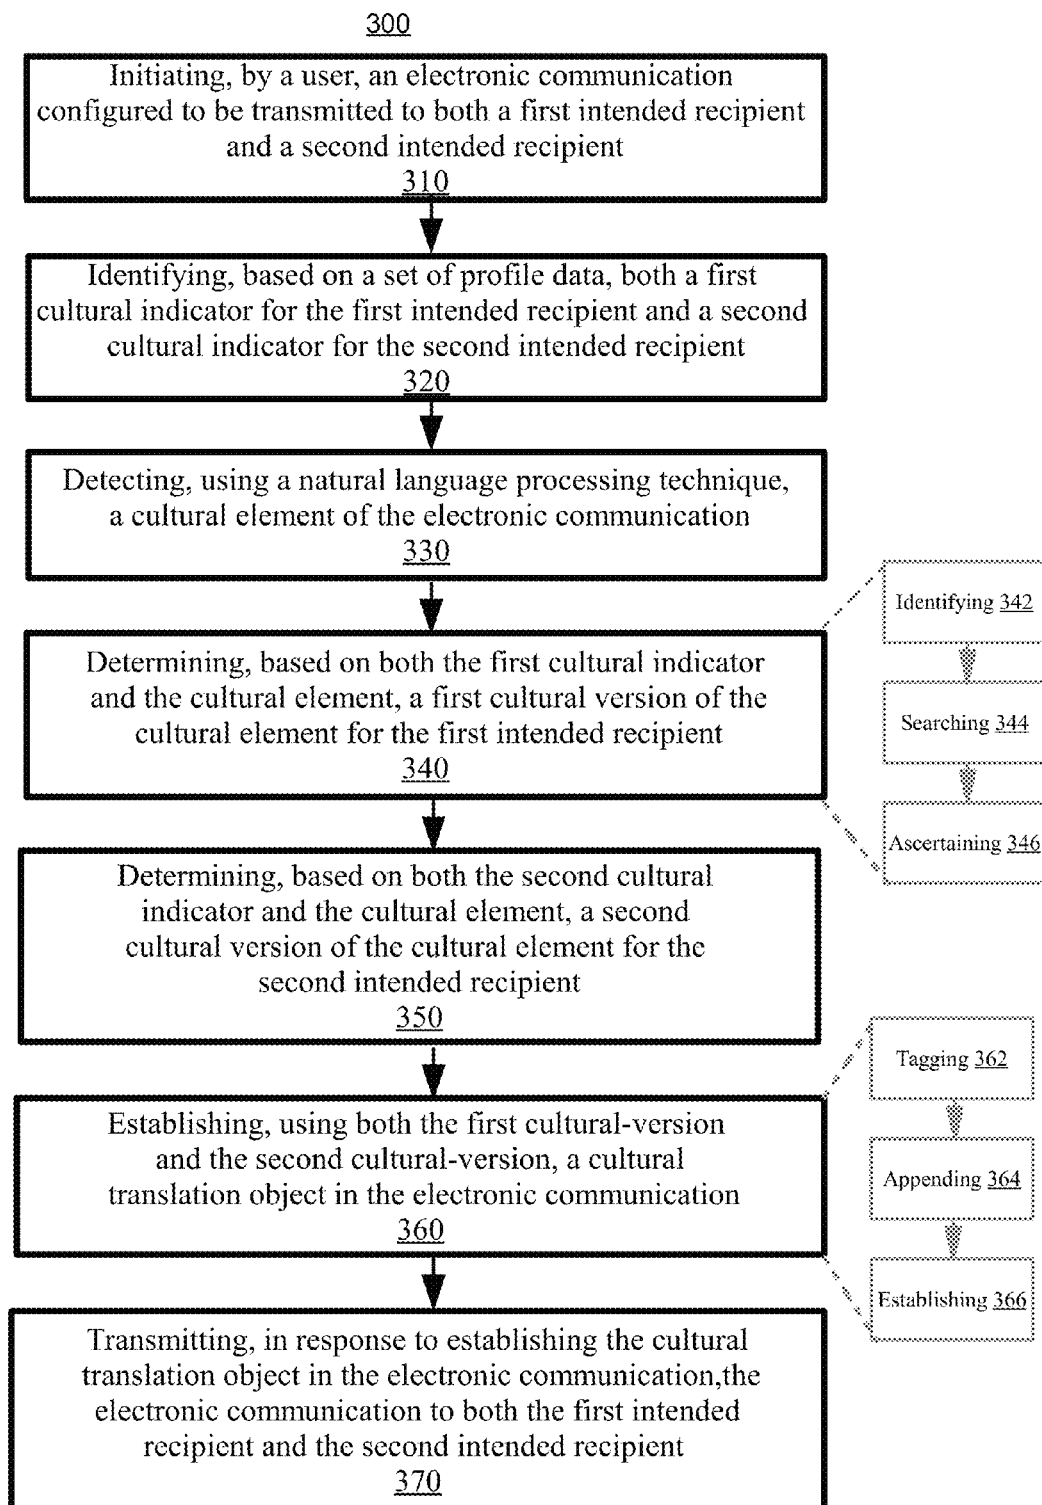 300
Initiating, by a user, an electronic communication
configured to be transmitted to both a first intended recipient
and a second intended recipient
310
Identifying, based on a set of profile data, both a first
cultural indicator for the first intended recipient and a second
cultural indicator for the second intended recipient
320
Detecting, using a natural language processing technique,
a cultural element of the electronic communication
330
Determining, based on both the first cultural indicator
and the cultural element, a first cultural version of the
cultural element for the first intended recipient
340
Identifying 342
Searching 344
Ascertaining 346
Determining, based on both the second cultural
indicator and the cultural element, a second
cultural version of the cultural element for the
second intended recipient
350
Establishing, using both the first cultural-version
and the second cultural-version, a cultural
translation object in the electronic communication
360
Tagging 362
Appending 364
Establishing 366
Transmitting, in response to establishing the cultural
translation object in the electronic communication,the
electronic communication to both the first intended
recipient and the second intended recipient
370